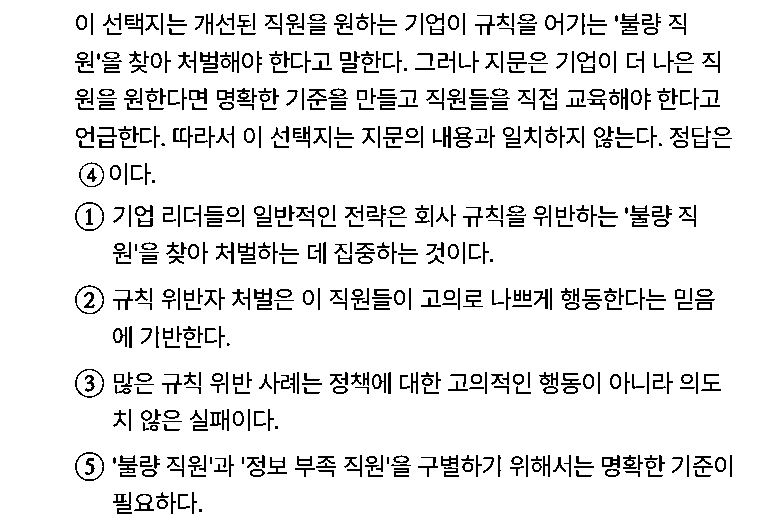 이 선택지는 개선된 직원을 원하는 기업이 규칙을 어기는 '불량 직
원'을 찾아 처벌해야 한다고 말한다. 그러나 지문은 기업이 더 나은 직
원을 원한다면 명확한 기준을 만들고 직원들을 직접 교육해야 한다고
언급한다. 따라서 이 선택지는 지문의 내용과 일치하지 않는다. 정답은
④이다.
① 기업 리더들의 일반적인 전략은 회사 규칙을 위반하는 '불량 직
원'을 찾아 처벌하는 데 집중하는 것이다.
② 규칙 위반자 처벌은 이 직원들이 고의로 나쁘게 행동한다는 믿음
에 기반한다.
③ 많은 규칙 위반 사례는 정책에 대한 고의적인 행동이 아니라 의도
치 않은 실패이다.
⑤ '불량 직원'과 '정보 부족 직원'을 구별하기 위해서는 명확한 기준이
필요하다.